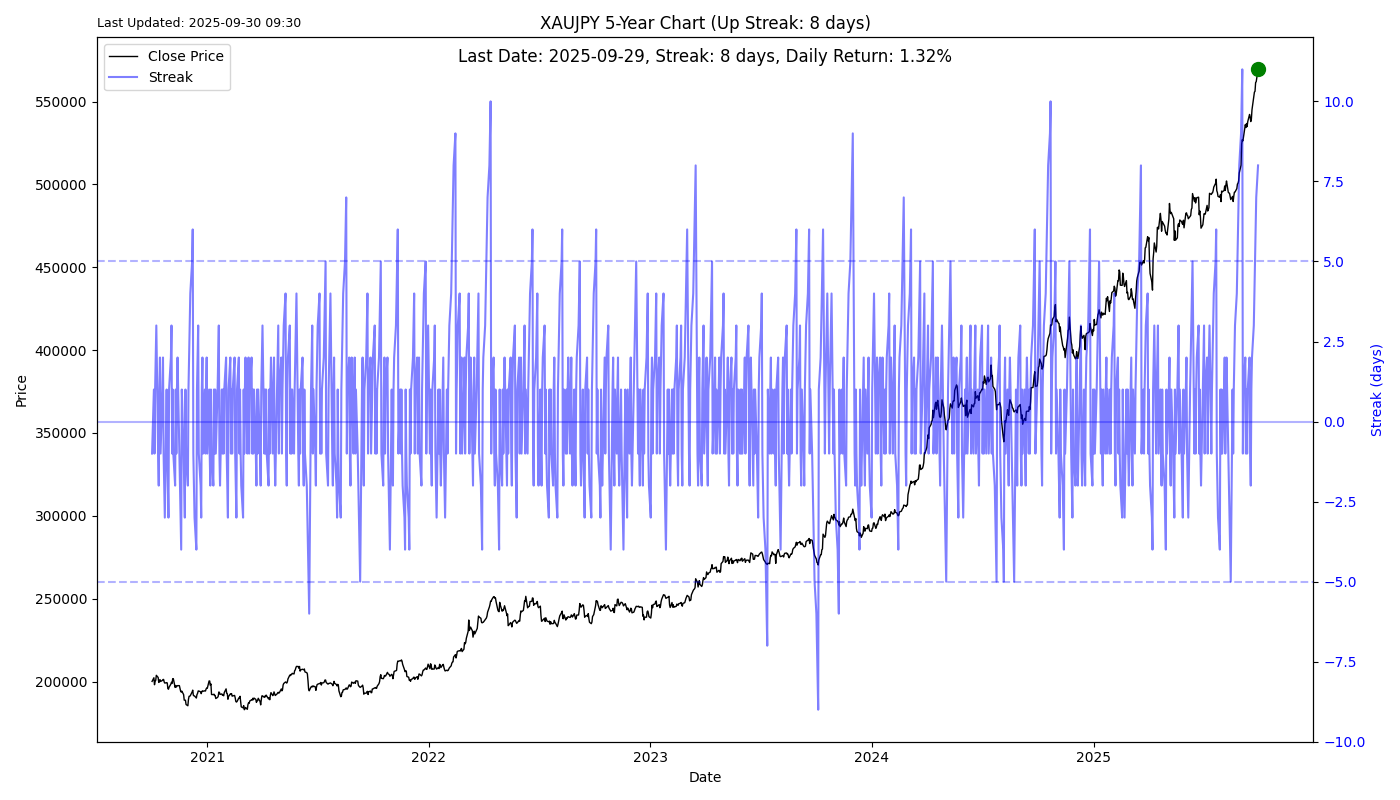 Last Updated: 2025-09-30 09:30
XAUJPY 5-Year Chart (Up Streak: 8 days)
Last Date: 2025-09-29, Streak: 8 days, Daily Return: 1.32%
Close Price
Streak
550000
500000
450000
400000
350000
300000
250000
200000
Price
10.0
7.5
5.0
2.5
0.0
−2.5
−5.0
−7.5
−10.0
Streak (days)
2021
2022
2023
2024
2025
Date